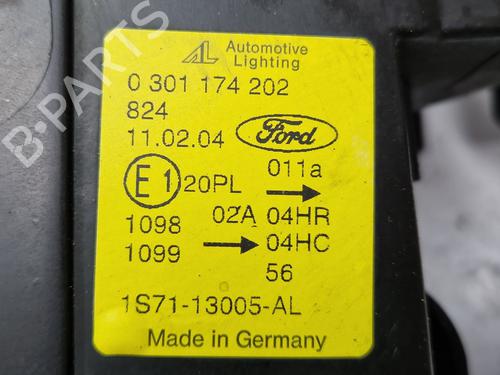 AL Automotive
Lighting
0 301 174 202
824
11.02.04 Ford
E1 20PL 011a →
02A 04HR
1098
1099 → 04HC
56
1S71-13005-AL
Made in Germany
B-PARTS